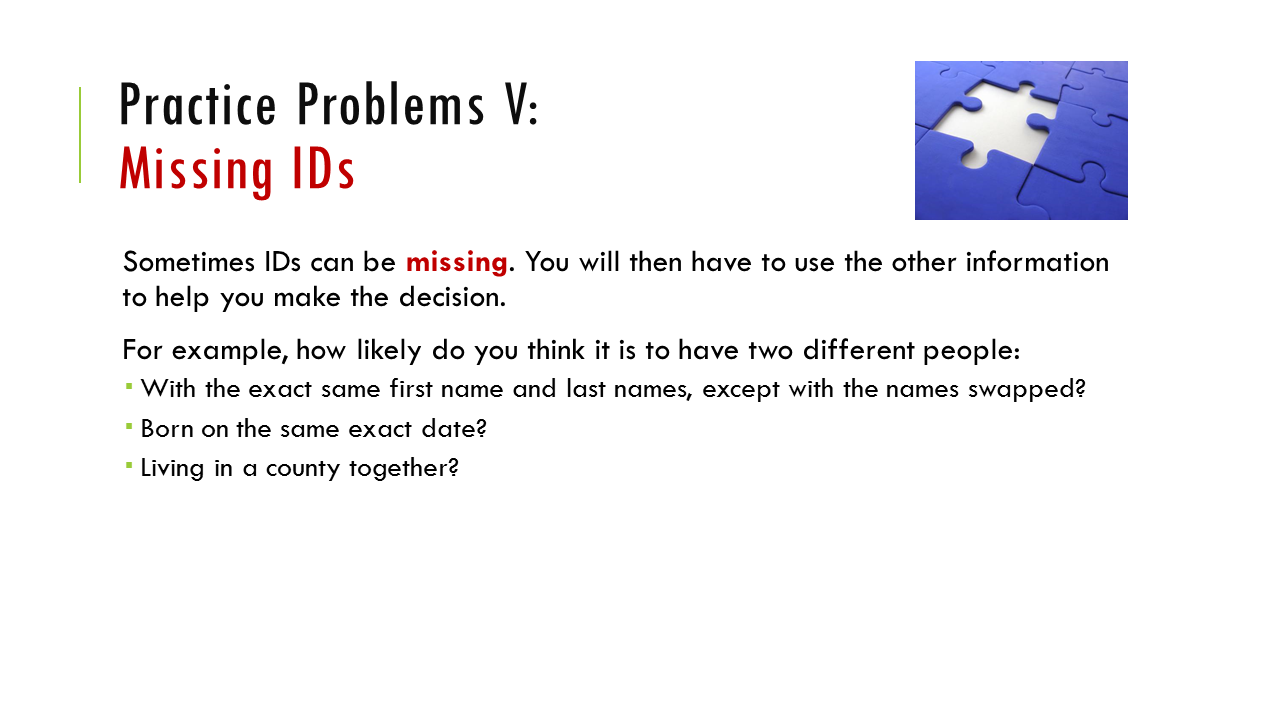 Practice Problems V:
Missing IDs
Sometimes IDs can be missing. You will then have to use the other information
to help you make the decision.
For example, how likely do you think it is to have two different people:
▪ With the exact same first name and last names, except with the names swapped?
▪ Born on the same exact date?
▪ Living in a county together?